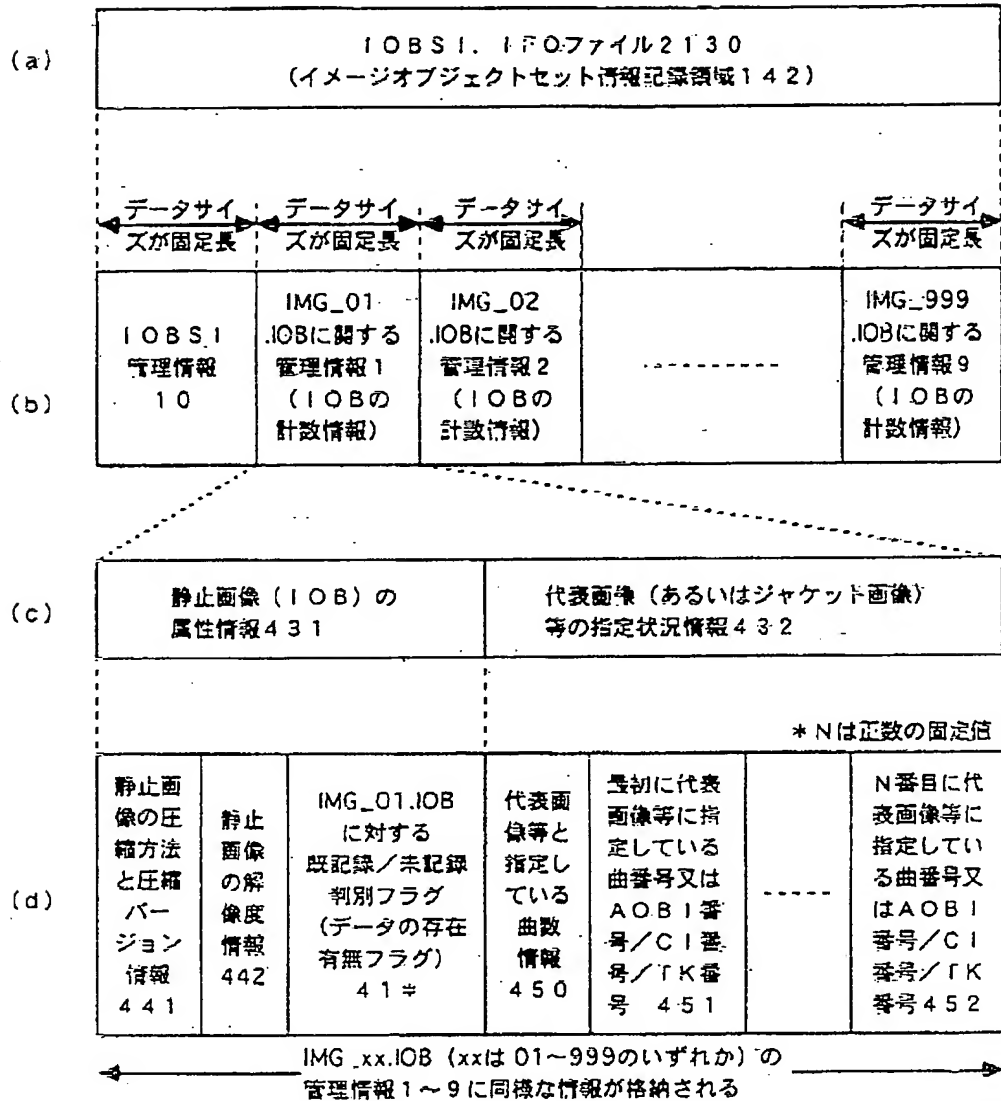 (a)
IOBSI. IFOファイル2130
(イメージオブジェクトセット情報記録領域142)
データサイ
ズが固定長
データサイ
ズが固定長
データサイ
ズが固定長
データサイ
ズが固定長
(b)
IOBSI
管理情報
10
IMG_01
.IOBに関する
管理情報1
(IOBの
計数情報)
IMG_02
.IOBに関する
管理情報2
(IOBの
計数情報)
IMG_999
.IOBに関する
管理情報9
(IOBの
計数情報)
(c)
静止画像(IOB)の
属性情報431
代表画像(あるいはジャケット画像)
等の指定状況情報432
*Nは正数の固定値
(d)
静止画
像の圧
縮方法
と圧縮
バー
ジョン
情報
441
静止
画像
の解
像度
情報
442
IMG_01.IOB
に対する
既記録/未記録
判別フラグ
(データの存在
有無フラグ)
41#
代表画
像等と
指定し
ている
曲数
情報
450
最初に代表
画像等に指
定している
曲番号又は
AOBI番
号/CI番
号/TK番
号 451
N番目に代
表画像等に
指定してい
る曲番号又
はAOBI
番号/CI
番号/TK
番号452
IMG_xx.IOB(xxは01~999のいずれか)の
管理情報1~9に同様な情報が格納される